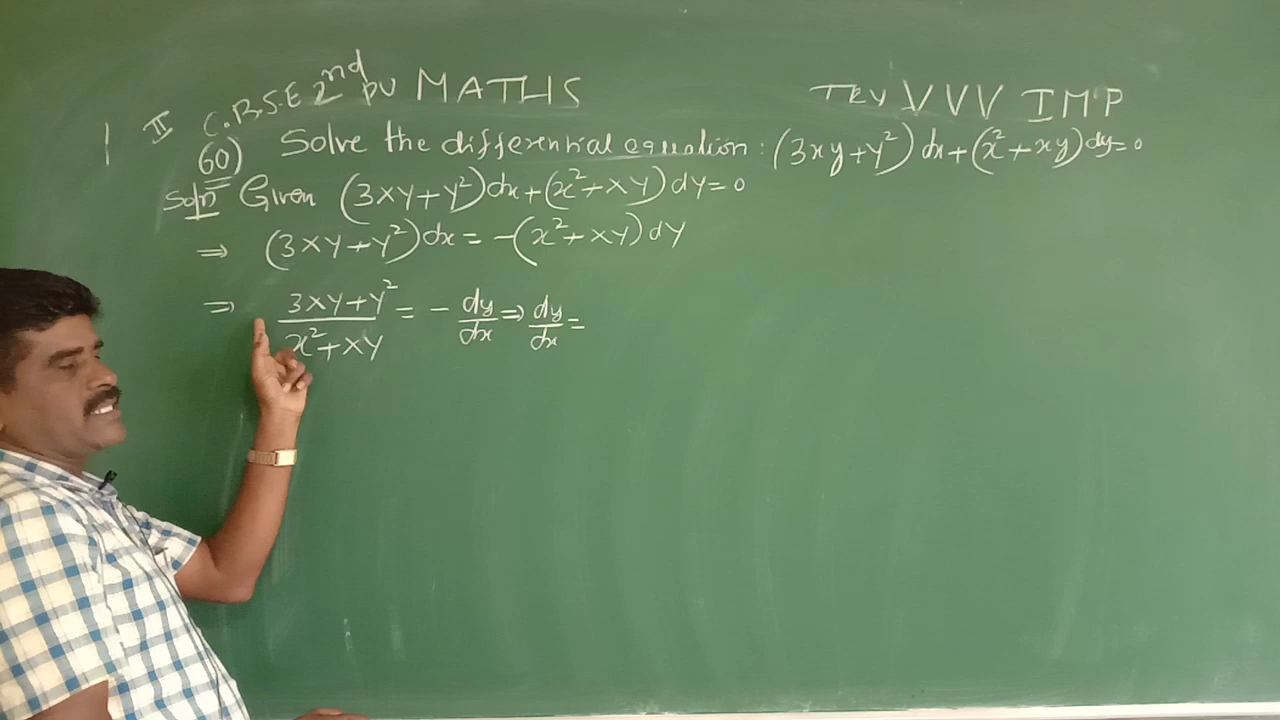 II C.B.S.E 2nd PU MATHS VVV IMP
60) Solve the differential equation: (3xy+y²)dx+(x²+xy)dy=0
Soln Given (3xy+y²)dx+(x²+xy)dy=0
⇒ (3xy+y²)dx=-(x²+xy)dy
⇒ (3xy+y²)/(x²+xy) = - dy/dx ⇒ dy/dx =